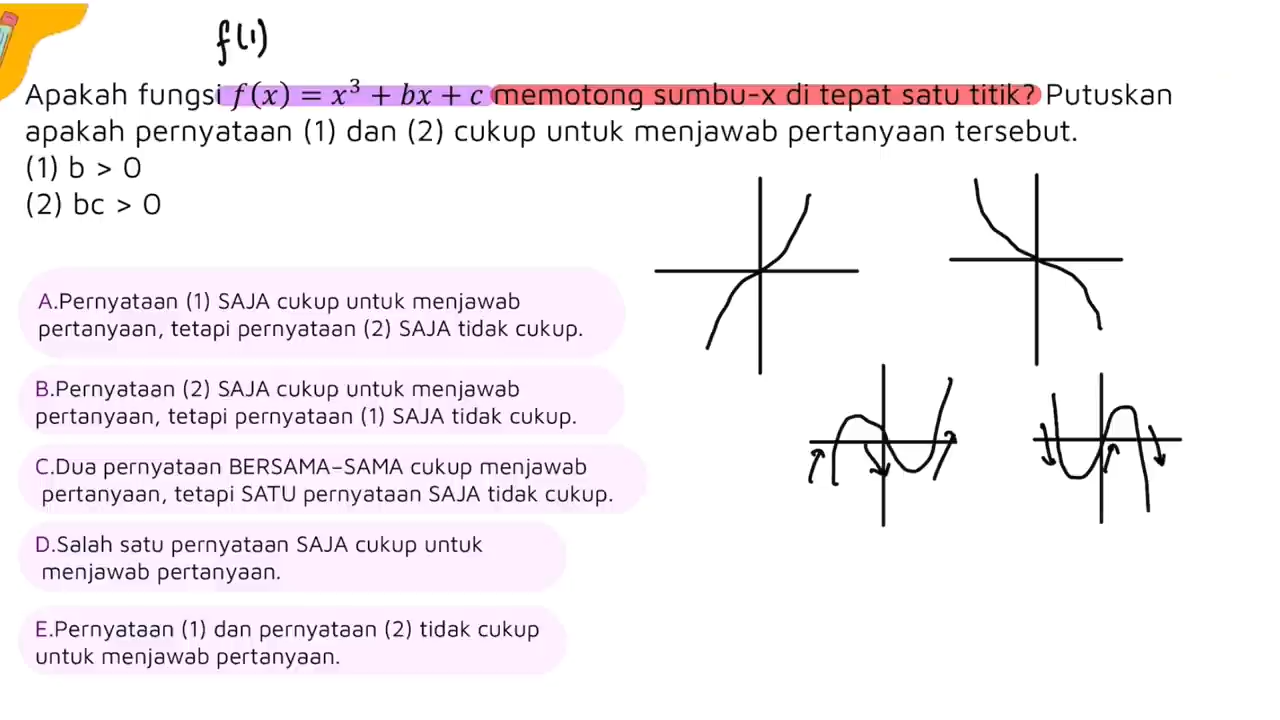 f(1)
Apakah fungsi f(x) = x³ + bx + c memotong sumbu-x di tepat satu titik? Putuskan
apakah pernyataan (1) dan (2) cukup untuk menjawab pertanyaan tersebut.
(1) b > 0
(2) bc > 0
A.Pernyataan (1) SAJA cukup untuk menjawab
pertanyaan, tetapi pernyataan (2) SAJA tidak cukup.
B.Pernyataan (2) SAJA cukup untuk menjawab
pertanyaan, tetapi pernyataan (1) SAJA tidak cukup.
C.Dua pernyataan BERSAMA-SAMA cukup menjawab
pertanyaan, tetapi SATU pernyataan SAJA tidak cukup.
D.Salah satu pernyataan SAJA cukup untuk
menjawab pertanyaan.
E.Pernyataan (1) dan pernyataan (2) tidak cukup
untuk menjawab pertanyaan.